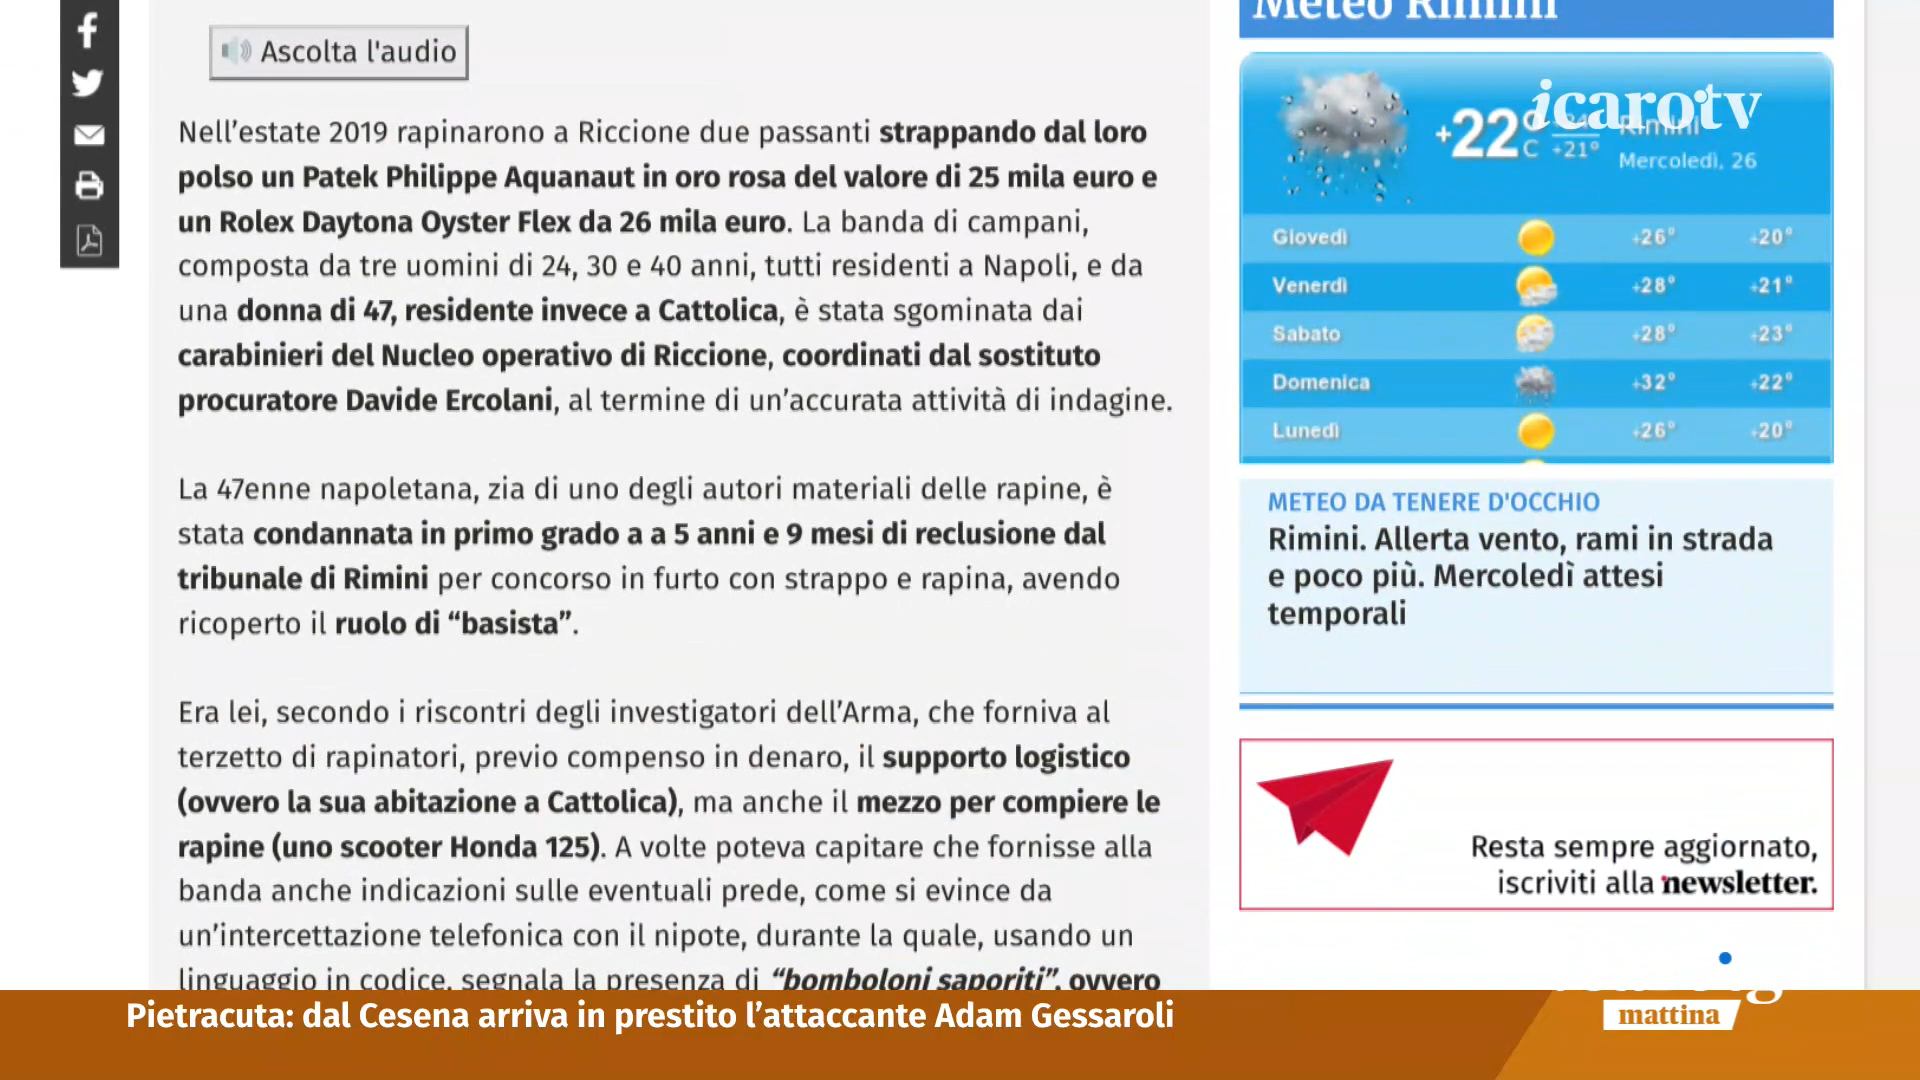 Ascolta l'audio
Nell’estate 2019 rapinarono a Riccione due passanti strappando dal loro
polso un Patek Philippe Aquanaut in oro rosa del valore di 25 mila euro e
un Rolex Daytona Oyster Flex da 26 mila euro. La banda di campani,
composta da tre uomini di 24, 30 e 40 anni, tutti residenti a Napoli, e da
una donna di 47, residente invece a Cattolica, è stata sgominata dai
carabinieri del Nucleo operativo di Riccione, coordinati dal sostituto
procuratore Davide Ercolani, al termine di un’accurata attività di indagine.
La 47enne napoletana, zia di uno degli autori materiali delle rapine, è
stata condannata in primo grado a a 5 anni e 9 mesi di reclusione dal
tribunale di Rimini per concorso in furto con strappo e rapina, avendo
ricoperto il ruolo di “basista”.
Era lei, secondo i riscontri degli investigatori dell’Arma, che forniva al
terzetto di rapinatori, previo compenso in denaro, il supporto logistico
(ovvero la sua abitazione a Cattolica), ma anche il mezzo per compiere le
rapine (uno scooter Honda 125). A volte poteva capitare che fornisse alla
banda anche indicazioni sulle eventuali prede, come si evince da
un’intercettazione telefonica con il nipote, durante la quale, usando un
linguaggio in codice, segnala la presenza di “bomboloni saporiti”, ovvero
Meteo Rimini
icarotv
+22°C
+21°
Rimini
Mercoledì, 26
Giovedì +26° +20°
Venerdì +28° +21°
Sabato +28° +23°
Domenica +32° +22°
Lunedì +26° +20°
METEO DA TENERE D'OCCHIO
Rimini. Allerta vento, rami in strada
e poco più. Mercoledì attesi
temporali
Resta sempre aggiornato,
iscriviti alla newsletter.
Pietracuta: dal Cesena arriva in prestito l’attaccante Adam Gessaroli
mattina